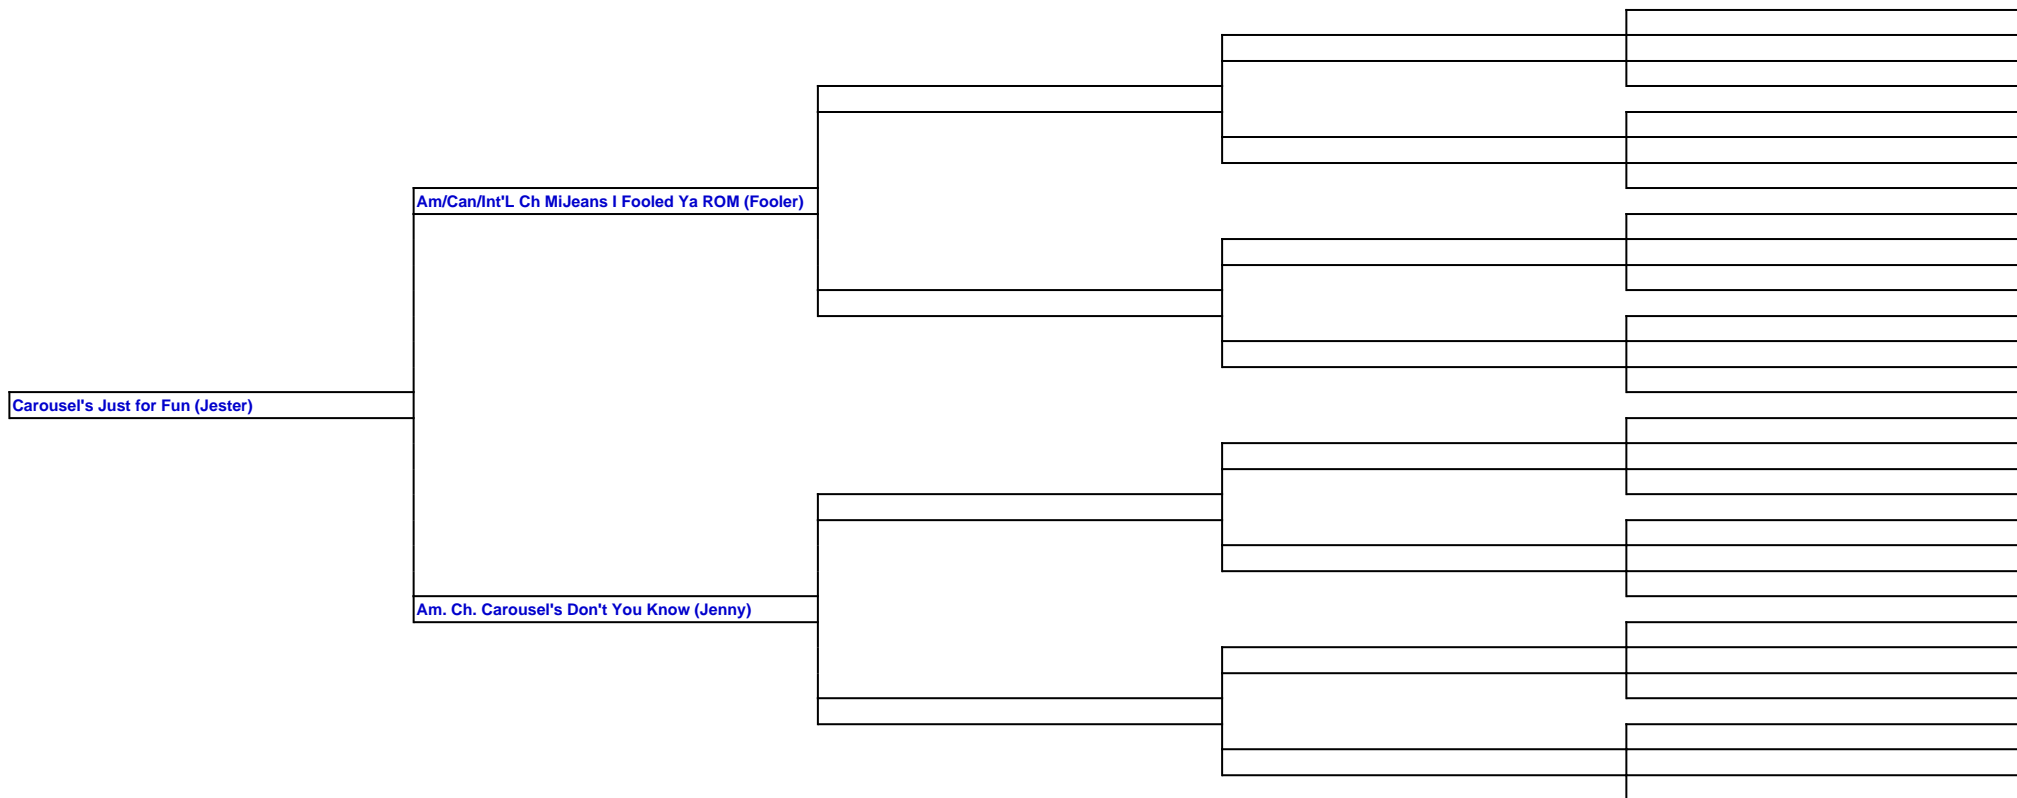 Am/Can/Int'L Ch MiJeans I Fooled Ya ROM (Fooler)
Carousel's Just for Fun (Jester)
Am. Ch. Carousel's Don't You Know (Jenny)